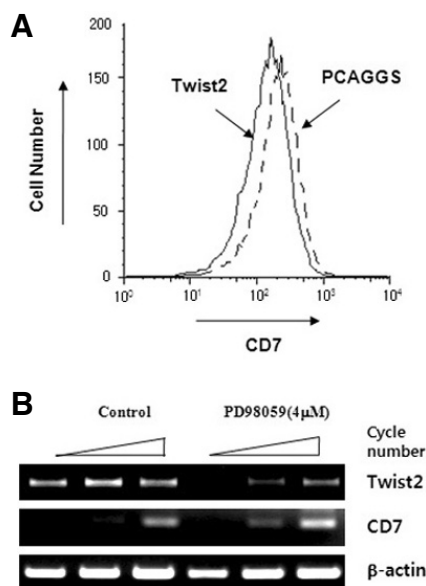 A
200
150
100
50
0
Cell Number
Twist2
PCAGGS
10⁰ 10¹ 10² 10³ 10⁴
CD7
B
Control PD98059(4μM)
Cycle
number
Twist2
CD7
β-actin